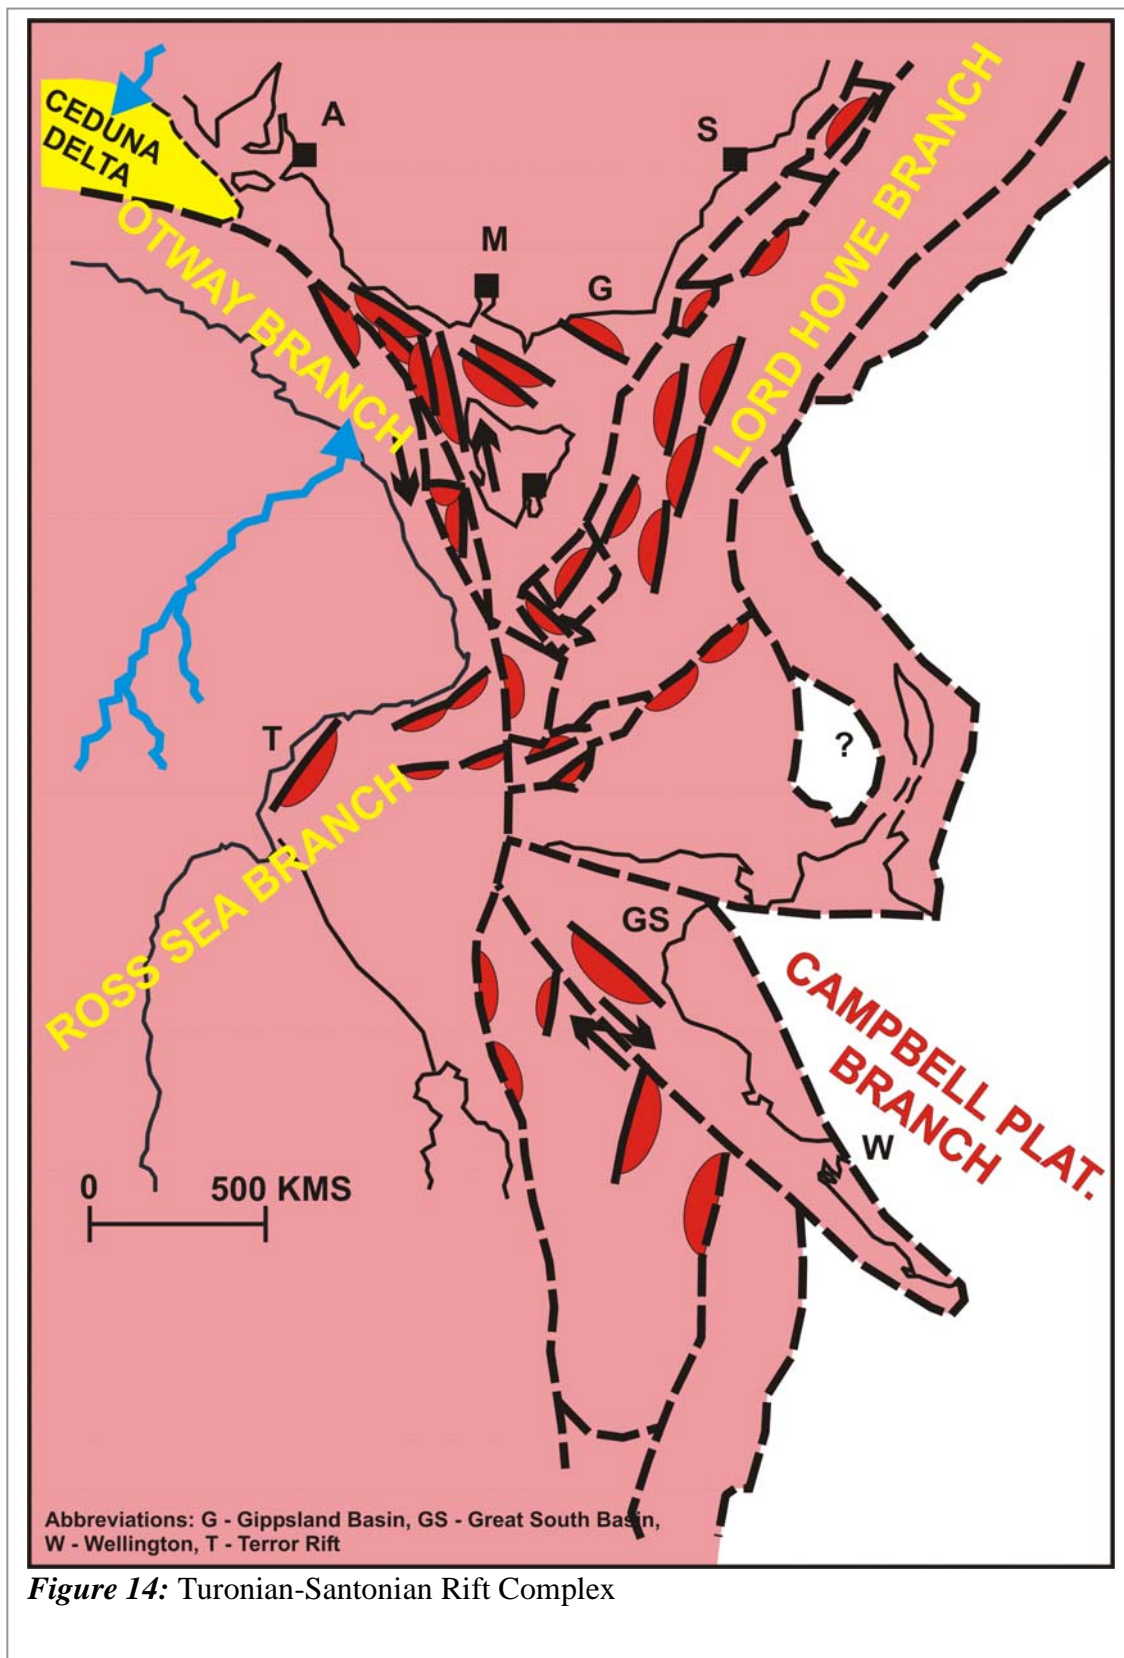 CEDUNA
DELTA
A
S
M
G
OTWAY BRANCH
LORD HOWE BRANCH
T
?
ROSS SEA BRANCH
GS
CAMPBELL PLAT.
BRANCH
W
0 500 KMS
Abbreviations: G - Gippsland Basin, GS - Great South Basin,
W - Wellington, T - Terror Rift
Figure 14: Turonian-Santonian Rift Complex